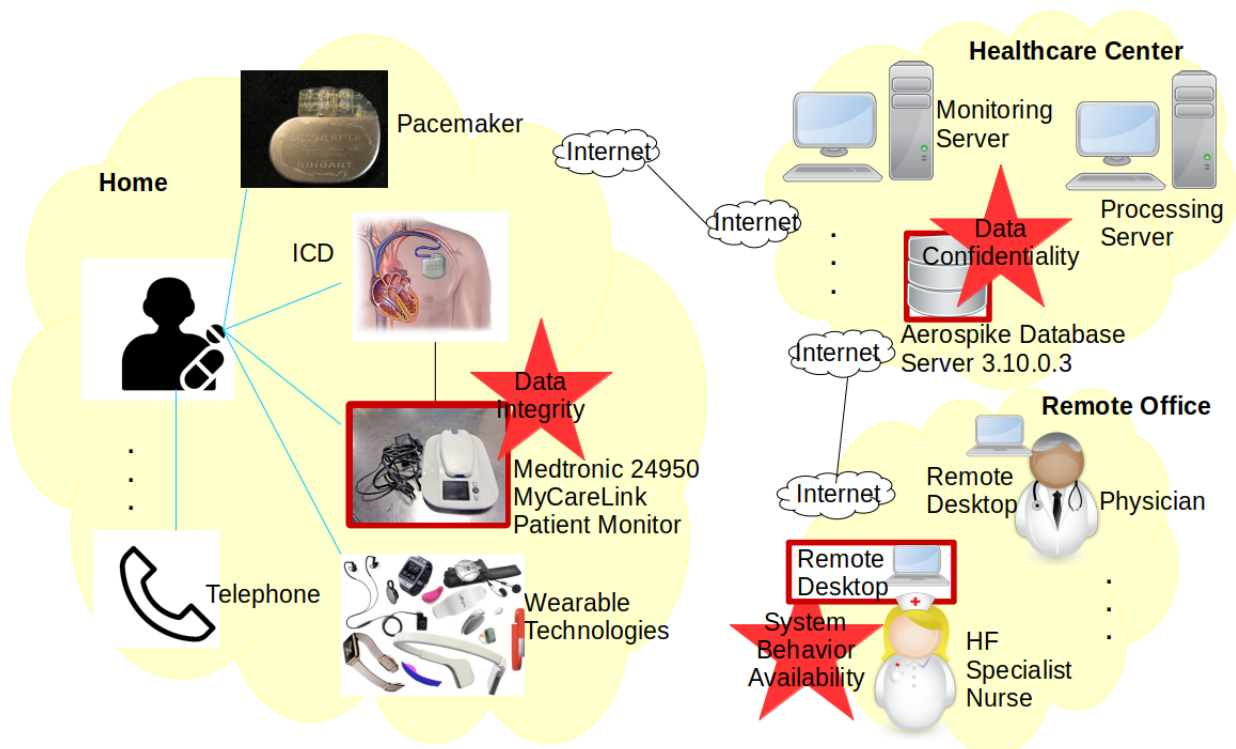 Healthcare Center
Monitoring
Server
Processing
Server
Data
Confidentiality
Aerospike Database
Server 3.10.0.3
Internet
Internet
Internet
Internet
Home
Pacemaker
GUIDANT
ICD
ICD
Data
Integrity
Medtronic 24950
MyCareLink
Patient Monitor
Telephone
Wearable
Technologies
Remote Office
Remote
Desktop
Physician
Remote
Desktop
System
Behavior
Availability
HF
Specialist
Nurse